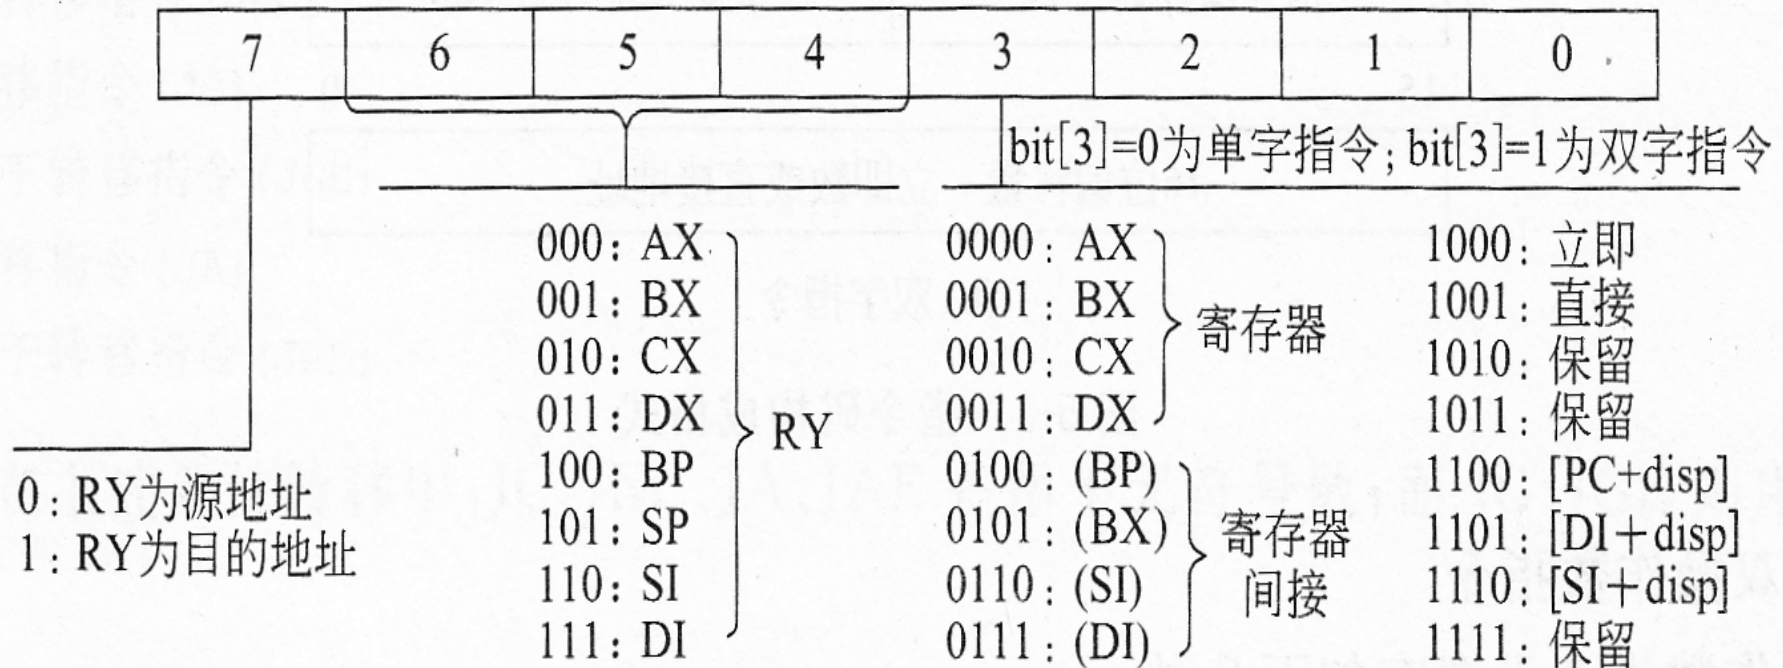 7 6 5 4 3 2 1 0
bit[3]=0为单字指令; bit[3]=1为双字指令
000: AX
001: BX
010: CX
011: DX
100: BP
101: SP
110: SI
111: DI
RY
0: RY为源地址
1: RY为目的地址
0000: AX
0001: BX
0010: CX
0011: DX
寄存器
0100: (BP)
0101: (BX)
0110: (SI)
0111: (DI)
寄存器
间接
1000: 立即
1001: 直接
1010: 保留
1011: 保留
1100: [PC+disp]
1101: [DI+disp]
1110: [SI+disp]
1111: 保留